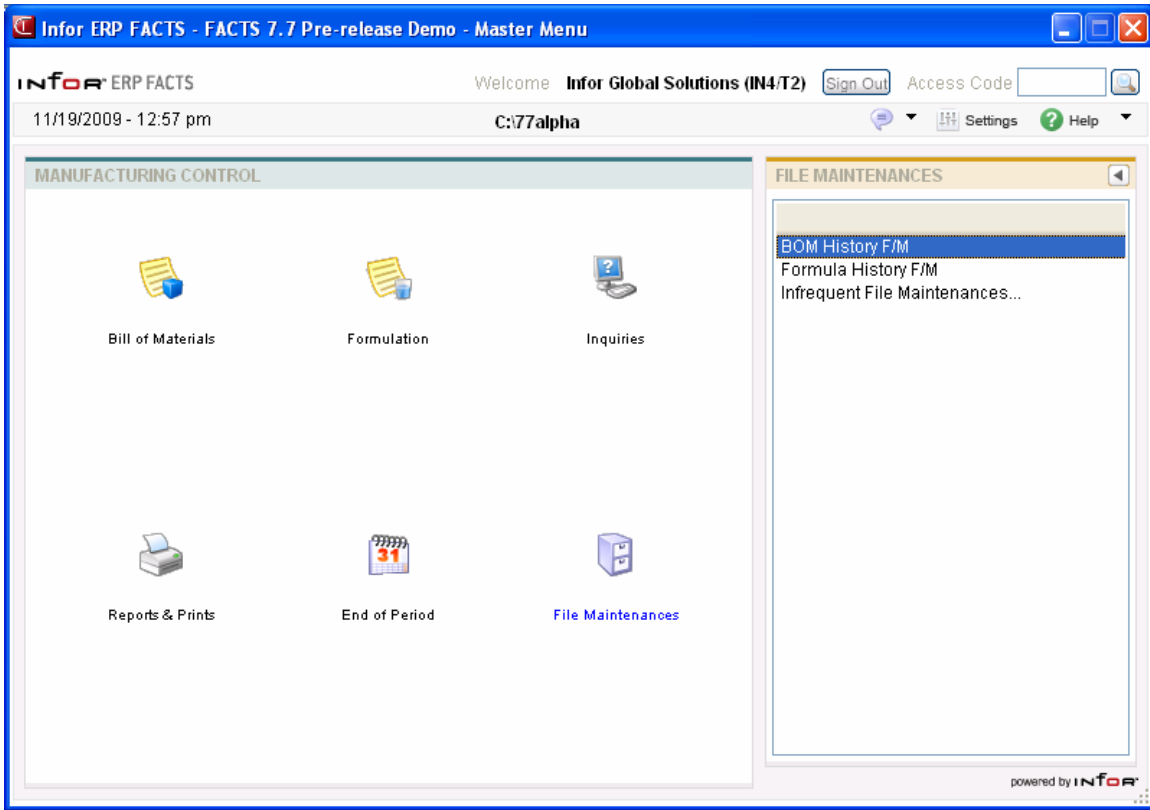 Infor ERP FACTS - FACTS 7.7 Pre-release Demo - Master Menu
infor ERP FACTS
Welcome Infor Global Solutions (IN4/T2) Sign Out Access Code
11/19/2009 - 12:57 pm C:\77alpha Settings Help
MANUFACTURING CONTROL
Bill of Materials Formulation Inquiries
31
Reports & Prints End of Period File Maintenances
FILE MAINTENANCES
BOM History F/M
Formula History F/M
Infrequent File Maintenances...
powered by infor